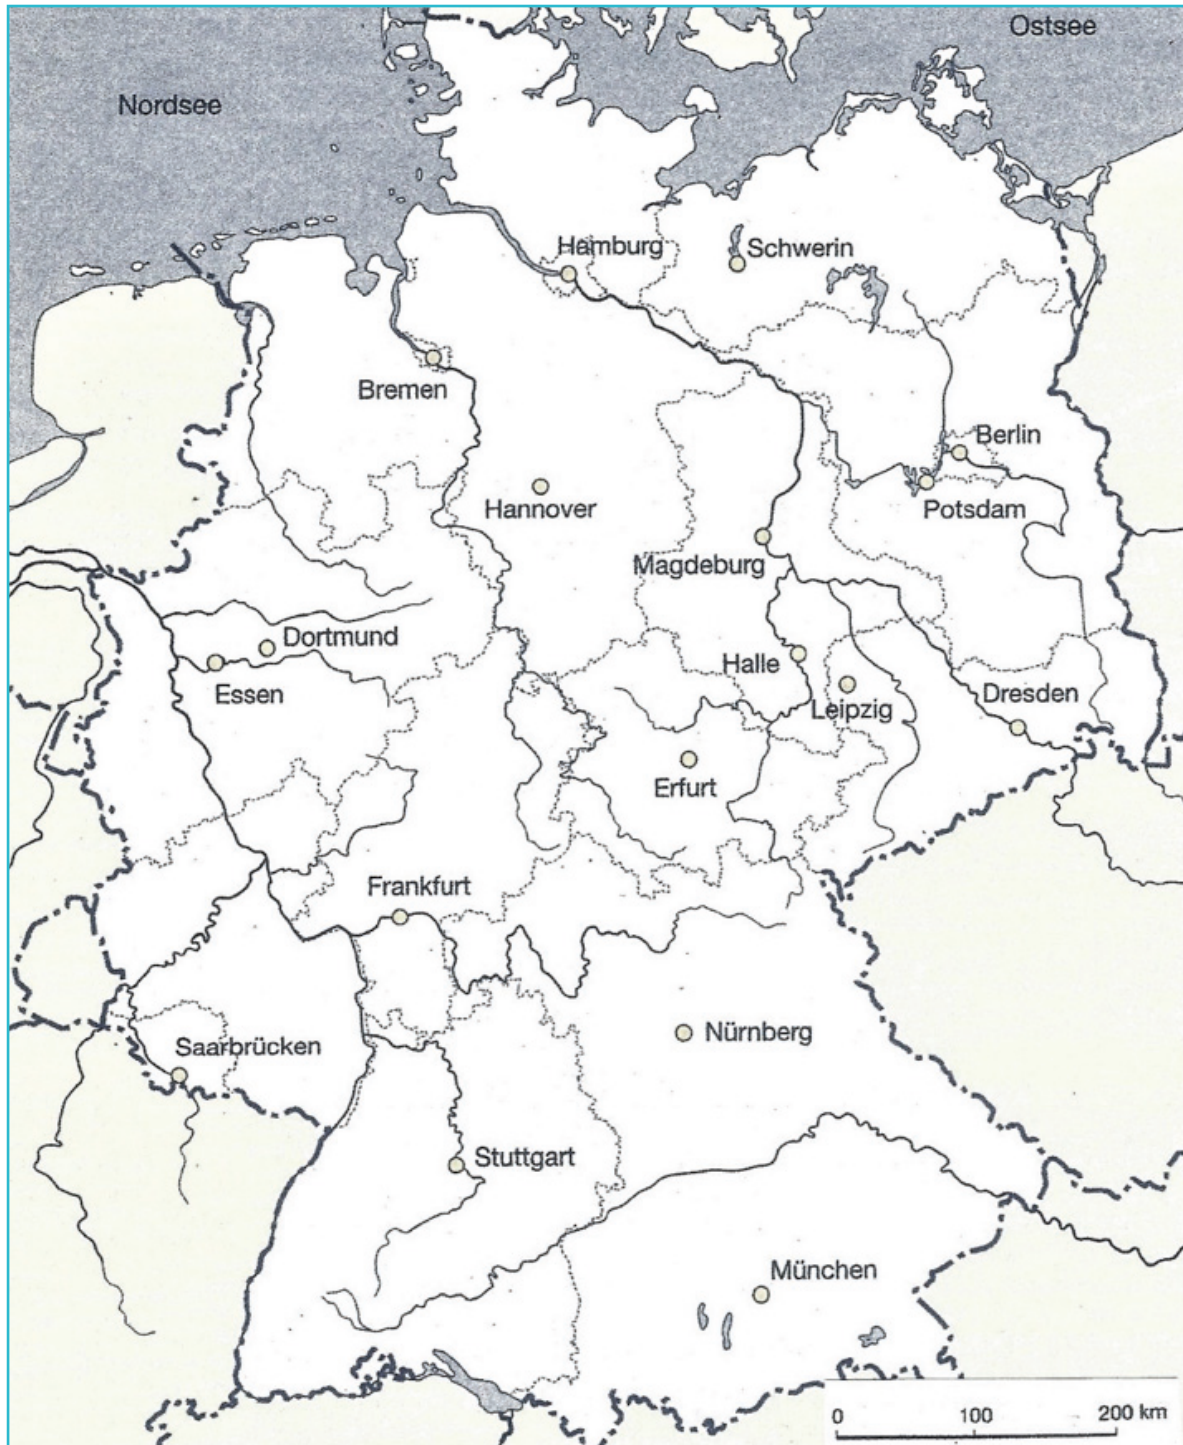 Ostsee
Nordsee
Hamburg
Schwerin
Bremen
Berlin
Hannover
Potsdam
Magdeburg
Dortmund
Halle
Essen
Dresden
Leipzig
Erfurt
Frankfurt
Nürnberg
Saarbrücken
Stuttgart
München
0 100 200 km